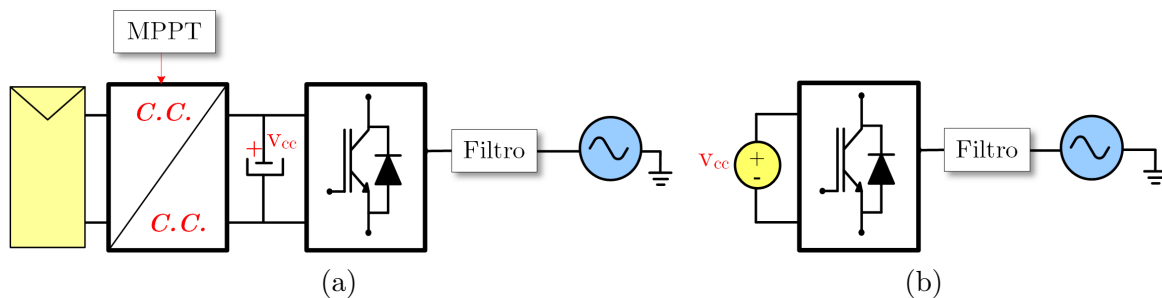 MPPT
C.C.
C.C.
+
Vcc
Filtro
(a)
Vcc
+
-
Filtro
(b)